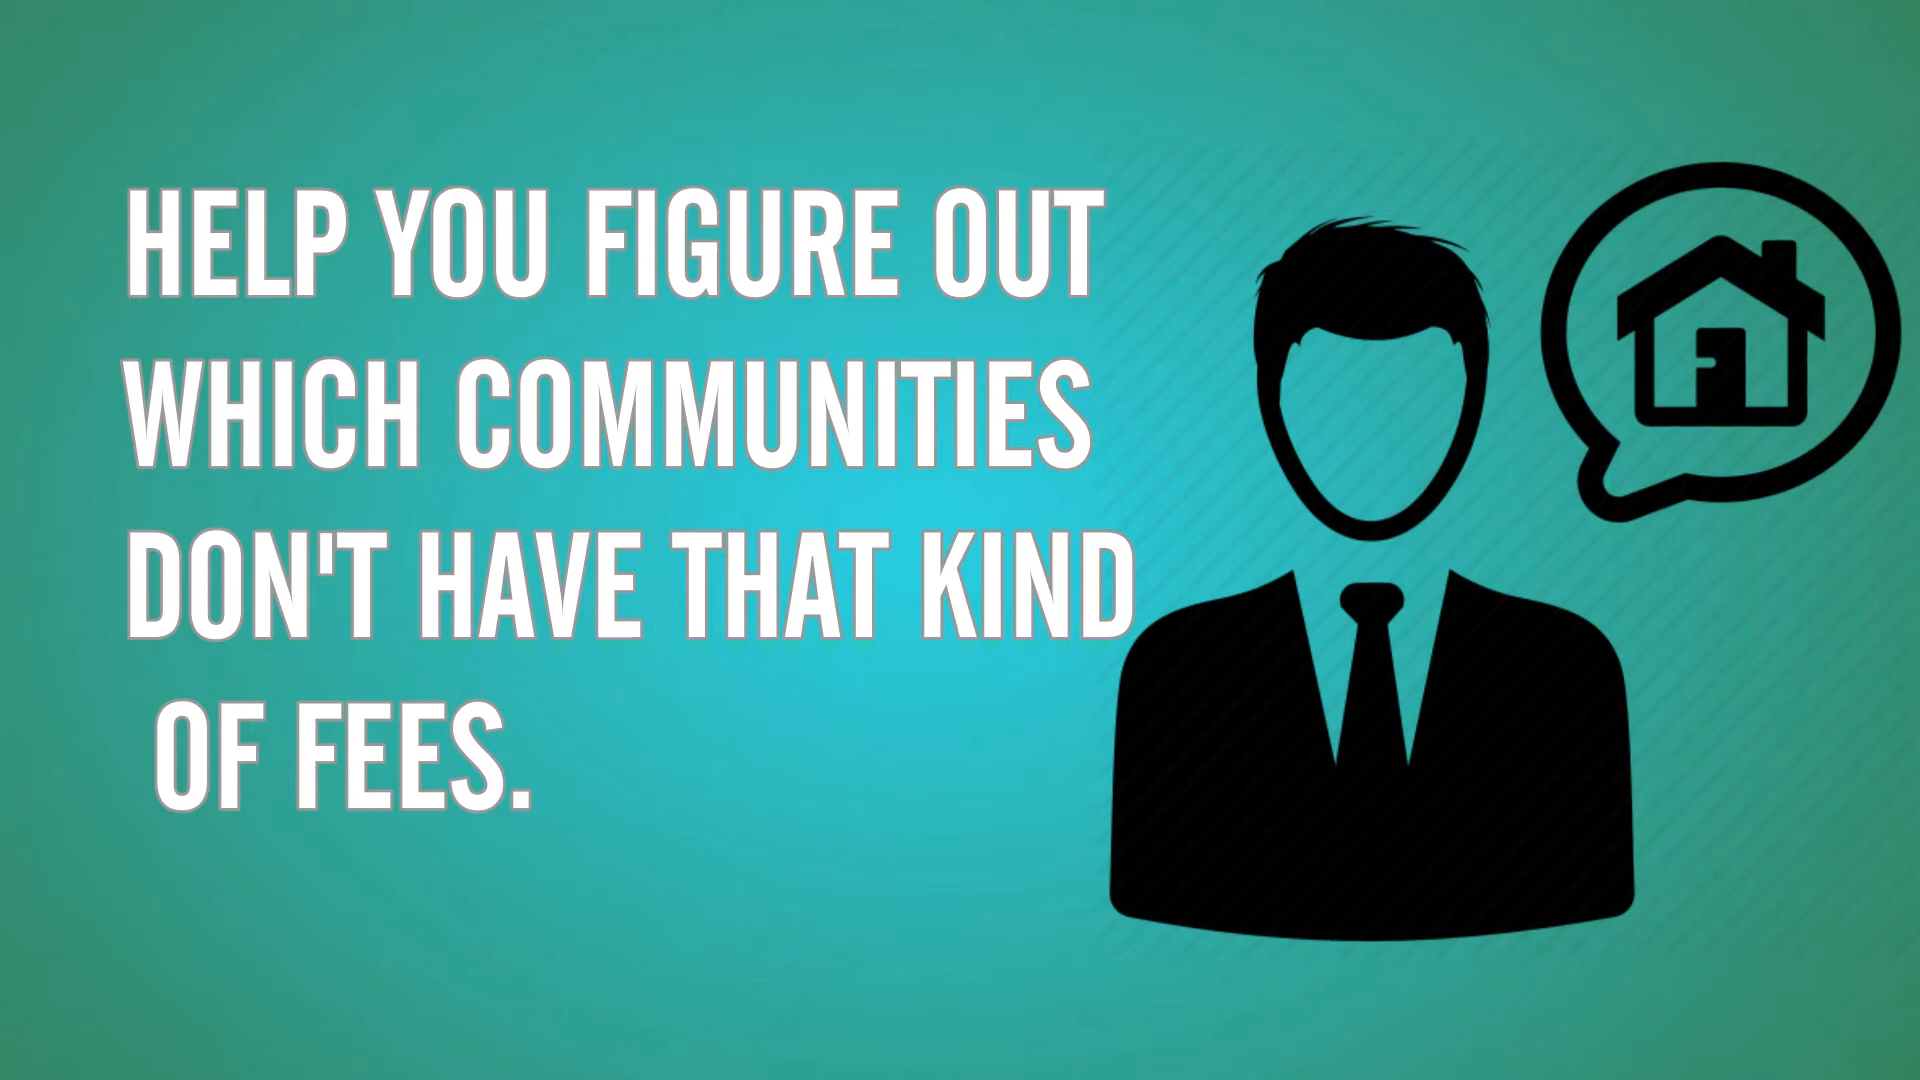 HELP YOU FIGURE OUT
WHICH COMMUNITIES
DON'T HAVE THAT KIND
OF FEES.